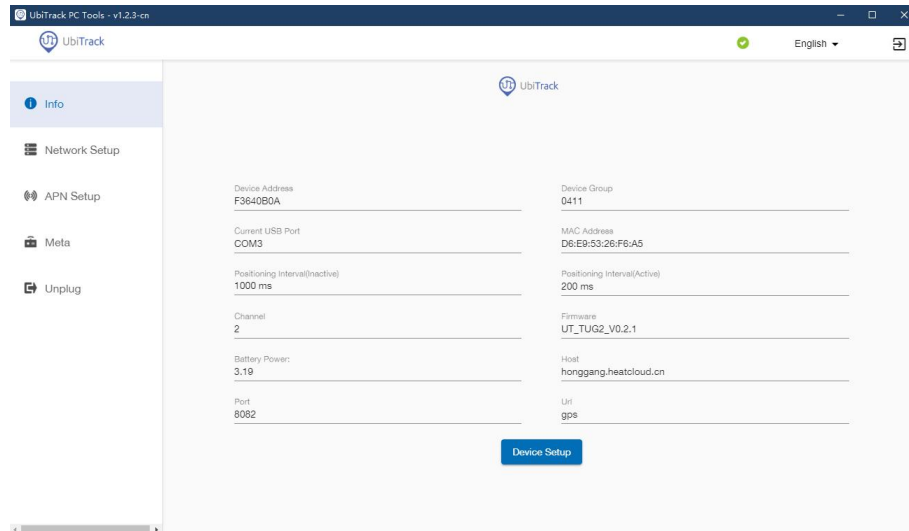 UbiTrack PC Tools - v1.2.3-cn
UbiTrack
English
UbiTrack
Info
Network Setup
APN Setup
Meta
Unplug
Device Address
F3640B0A
Device Group
0411
Current USB Port
COM3
MAC Address
D6:E9:53:26:F6:A5
Positioning Interval(Inactive)
1000 ms
Positioning Interval(Active)
200 ms
Channel
2
Firmware
UT_TUG2_V0.2.1
Battery Power:
3.19
Host
honggang.heatcloud.cn
Port
8082
Url
gps
Device Setup